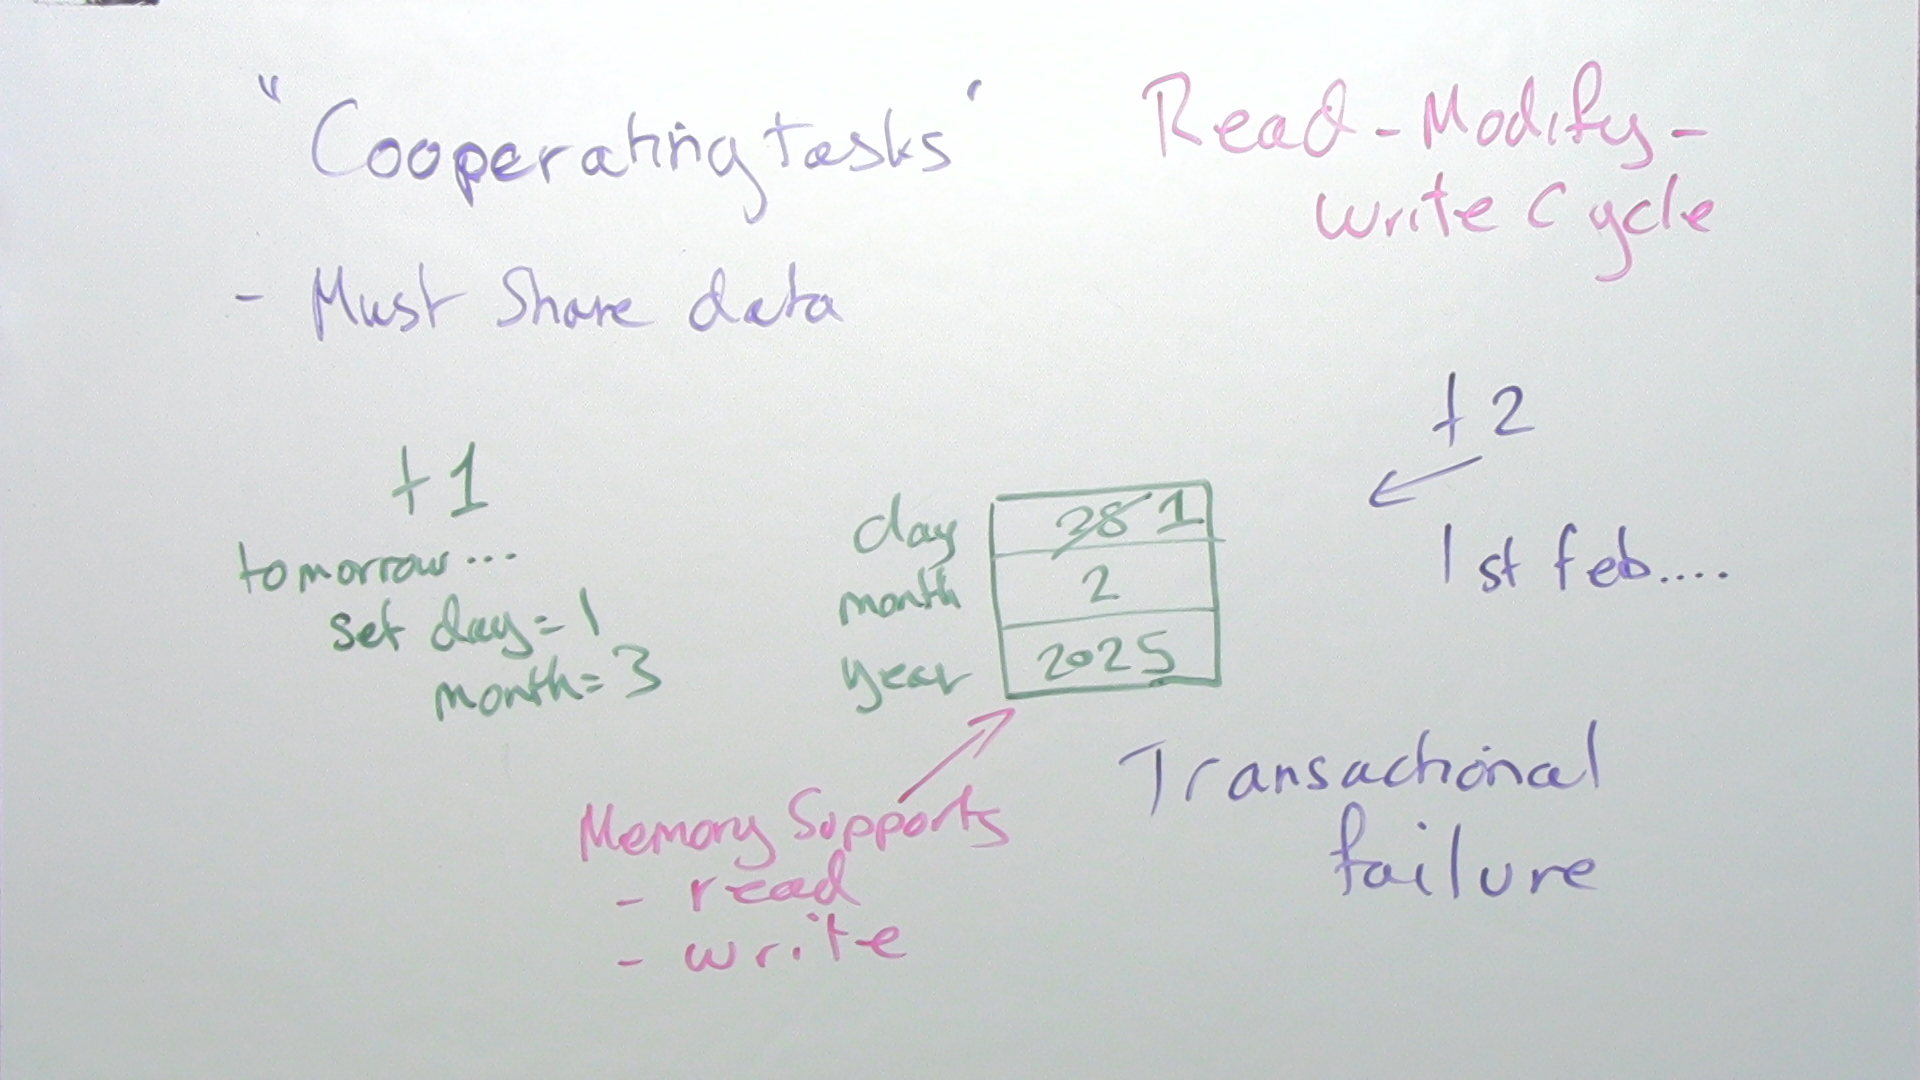 "Cooperating tasks"
- Must Share data
Read-Modify-
write Cycle
t1
tomorrow...
set day=1
month=3
day 28 1
month 2
year 2025
t2
1st feb....
Memory Supports
- read
- write
Transactional
failure